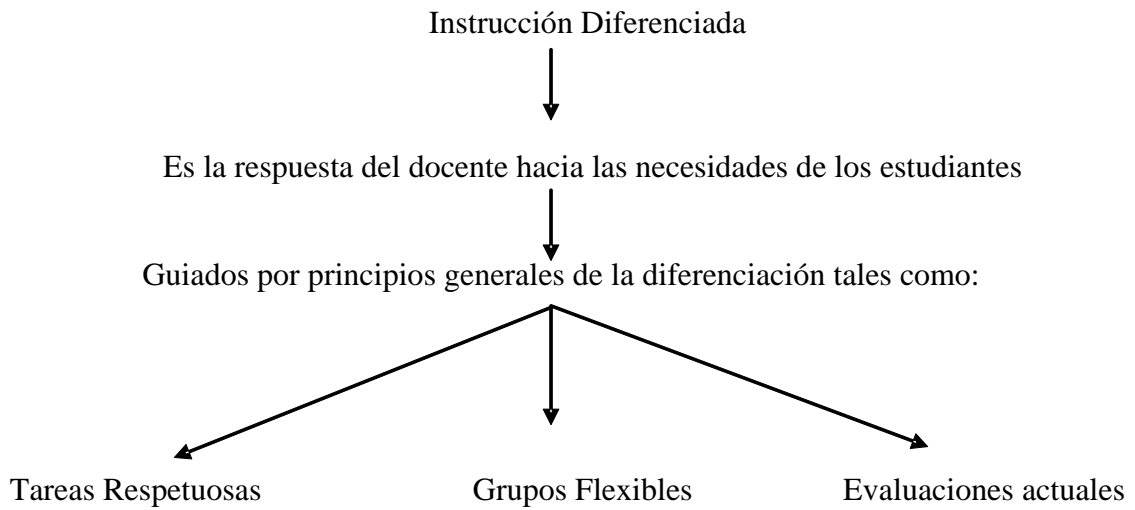 Instrucción Diferenciada
Es la respuesta del docente hacia las necesidades de los estudiantes
Guiados por principios generales de la diferenciación tales como:
Tareas Respetuosas Grupos Flexibles Evaluaciones actuales